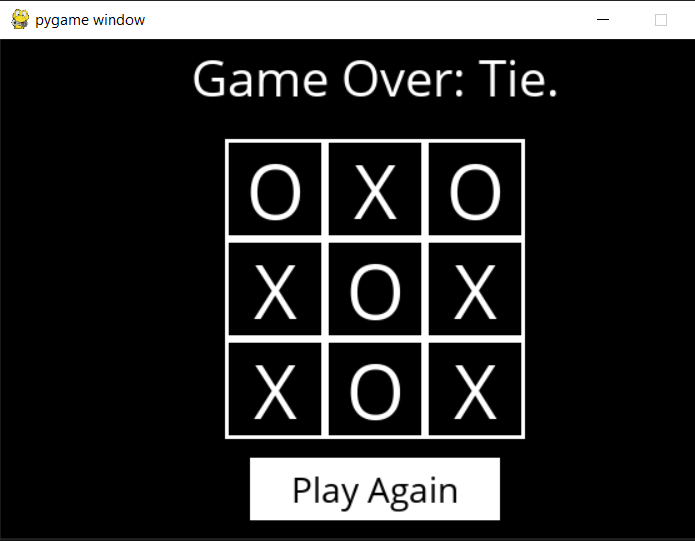 pygame window
Game Over: Tie.
O X O
X O X
X O X
Play Again